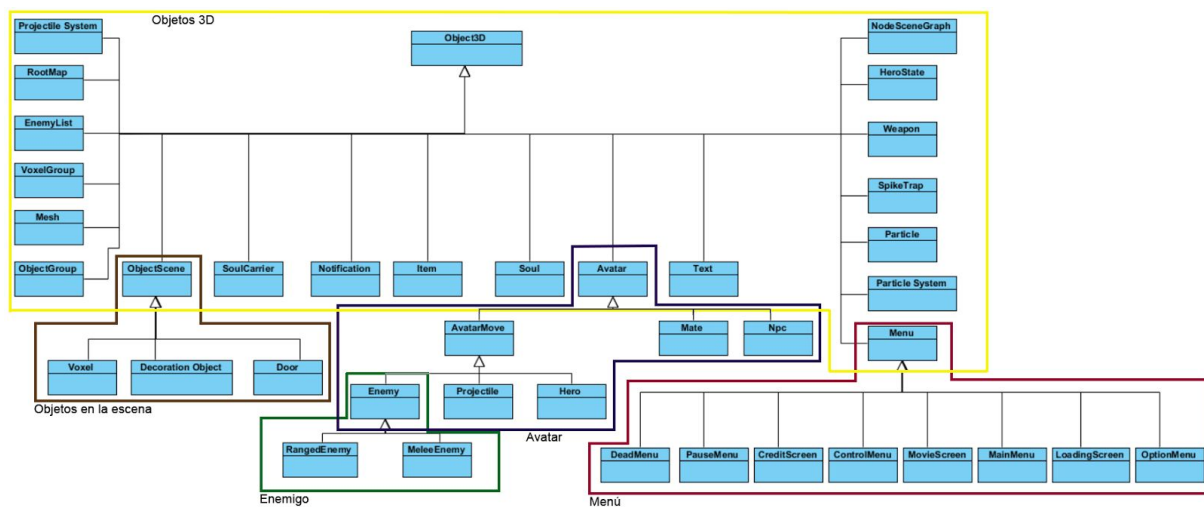 Objetos 3D
Projectile System
Object3D
NodeSceneGraph
RootMap
HeroState
EnemyList
Weapon
VoxelGroup
SpikeTrap
Mesh
Particle
ObjectGroup
ObjectScene
SoulCarrier
Notification
Item
Soul
Avatar
Text
Particle System
AvatarMove
Mate
Npc
Menu
Voxel
Decoration Object
Door
Enemy
Projectile
Hero
Objetos en la escena
Avatar
RangedEnemy
MeleeEnemy
DeadMenu
PauseMenu
CreditScreen
ControlMenu
MovieScreen
MainMenu
LoadingScreen
OptionMenu
Enemigo
Menú